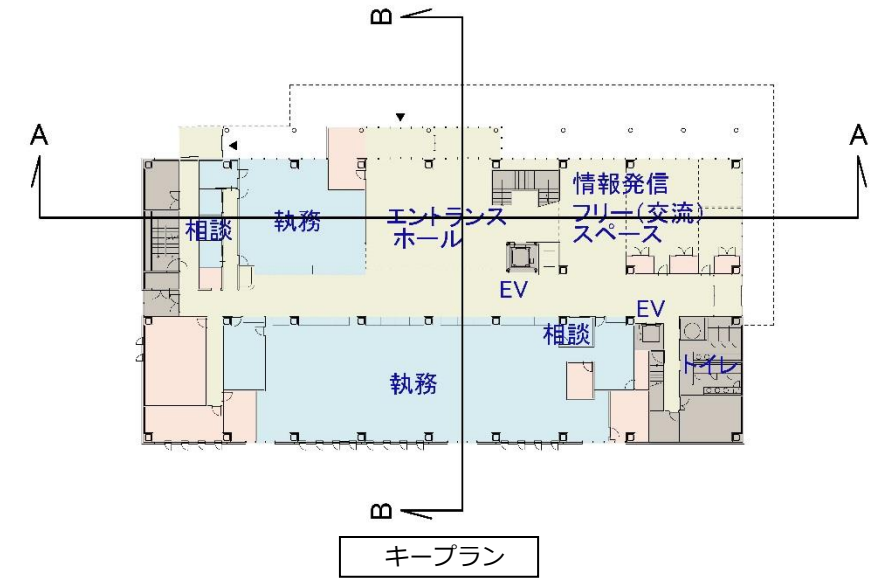 B
A
A
情報発信
フリー(交流)
スペース
相談
執務
エントランス
ホール
EV
EV
相談
トイレ
執務
B
キープラン